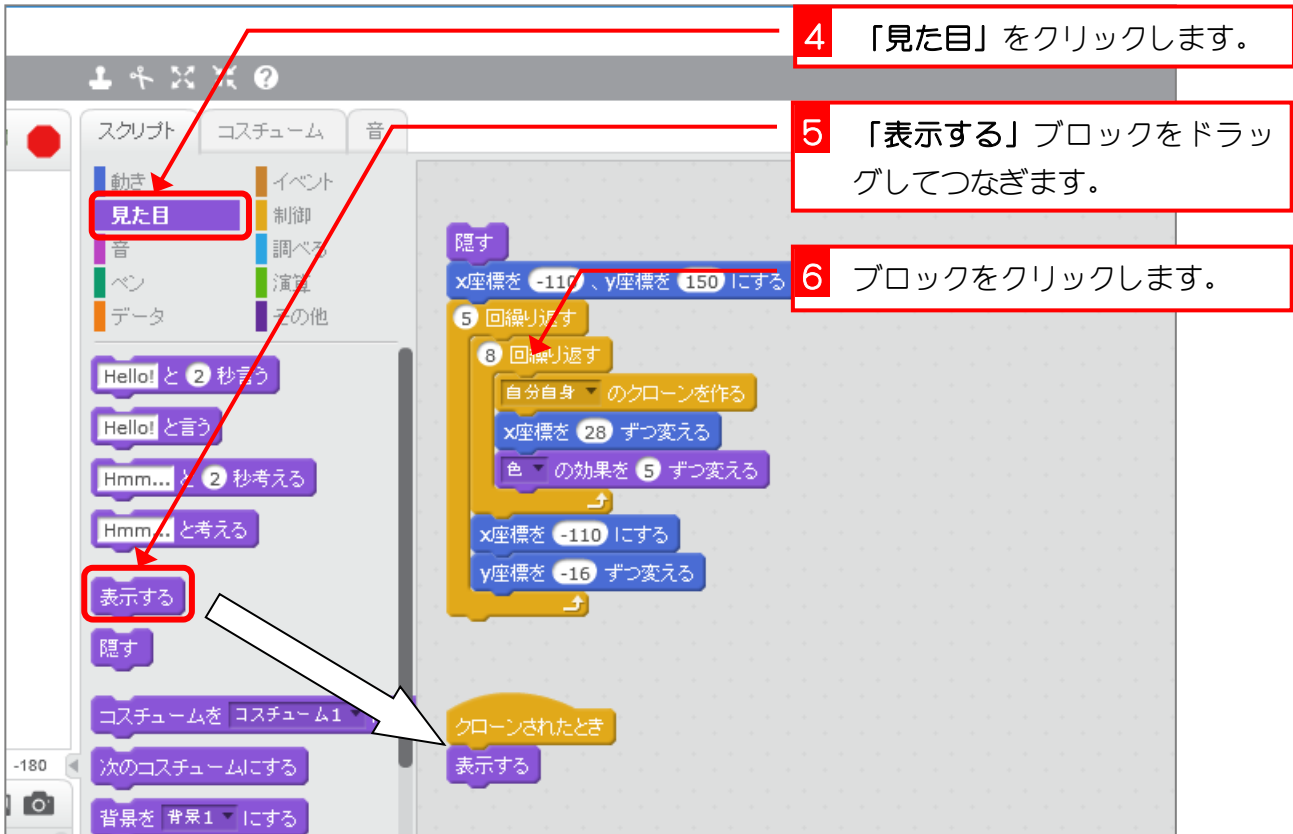 4 「見た目」をクリックします。
5 「表示する」ブロックをドラッ
グしてつなぎます。
6 ブロックをクリックします。
スクリプト コスチューム 音
動き イベント
見た目 制御
音 調べる
ペン 演算
データ その他
Hello! と 2 秒言う
Hello! と言う
Hmm... と 2 秒考える
Hmm... と考える
表示する
隠す
コスチュームを コスチューム1
次のコスチュームにする
背景を 背景1 にする
-180
隠す
x座標を -110 、y座標を 150 にする
5 回繰り返す
8 回繰り返す
自分自身 のクローンを作る
x座標を 28 ずつ変える
色 の効果を 5 ずつ変える
x座標を -110 にする
y座標を -16 ずつ変える
クローンされたとき
表示する